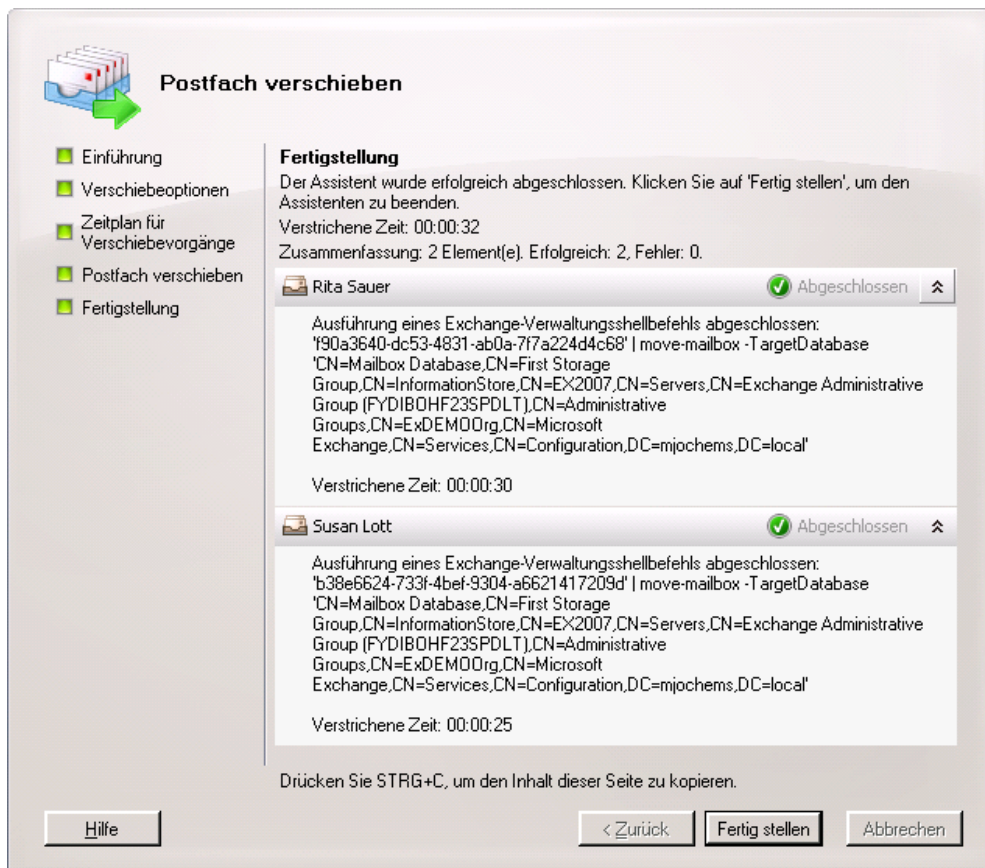 Postfach verschieben
Einführung
Verschiebeoptionen
Zeitplan für
Verschiebevorgänge
Postfach verschieben
Fertigstellung
Fertigstellung
Der Assistent wurde erfolgreich abgeschlossen. Klicken Sie auf 'Fertig stellen', um den
Assistenten zu beenden.
Verstrichene Zeit: 00:00:32
Zusammenfassung: 2 Element(e). Erfolgreich: 2, Fehler: 0.
Rita Sauer Abgeschlossen
Ausführung eines Exchange-Verwaltungsshellbefehls abgeschlossen:
'f90a3640-dc53-4831-ab0a-7f7a224d4c68' | move-mailbox -TargetDatabase
'CN=Mailbox Database,CN=First Storage
Group,CN=InformationStore,CN=EX2007,CN=Servers,CN=Exchange Administrative
Group (FYDIBOHF23SPDLT),CN=Administrative
Groups,CN=ExDEMOOrg,CN=Microsoft
Exchange,CN=Services,CN=Configuration,DC=mjochems,DC=local'
Verstrichene Zeit: 00:00:30
Susan Lott Abgeschlossen
Ausführung eines Exchange-Verwaltungsshellbefehls abgeschlossen:
'b38e6624-733f-4bef-9304-a6621417209d' | move-mailbox -TargetDatabase
'CN=Mailbox Database,CN=First Storage
Group,CN=InformationStore,CN=EX2007,CN=Servers,CN=Exchange Administrative
Group (FYDIBOHF23SPDLT),CN=Administrative
Groups,CN=ExDEMOOrg,CN=Microsoft
Exchange,CN=Services,CN=Configuration,DC=mjochems,DC=local'
Verstrichene Zeit: 00:00:25
Drücken Sie STRG+C, um den Inhalt dieser Seite zu kopieren.
Hilfe < Zurück Fertig stellen Abbrechen